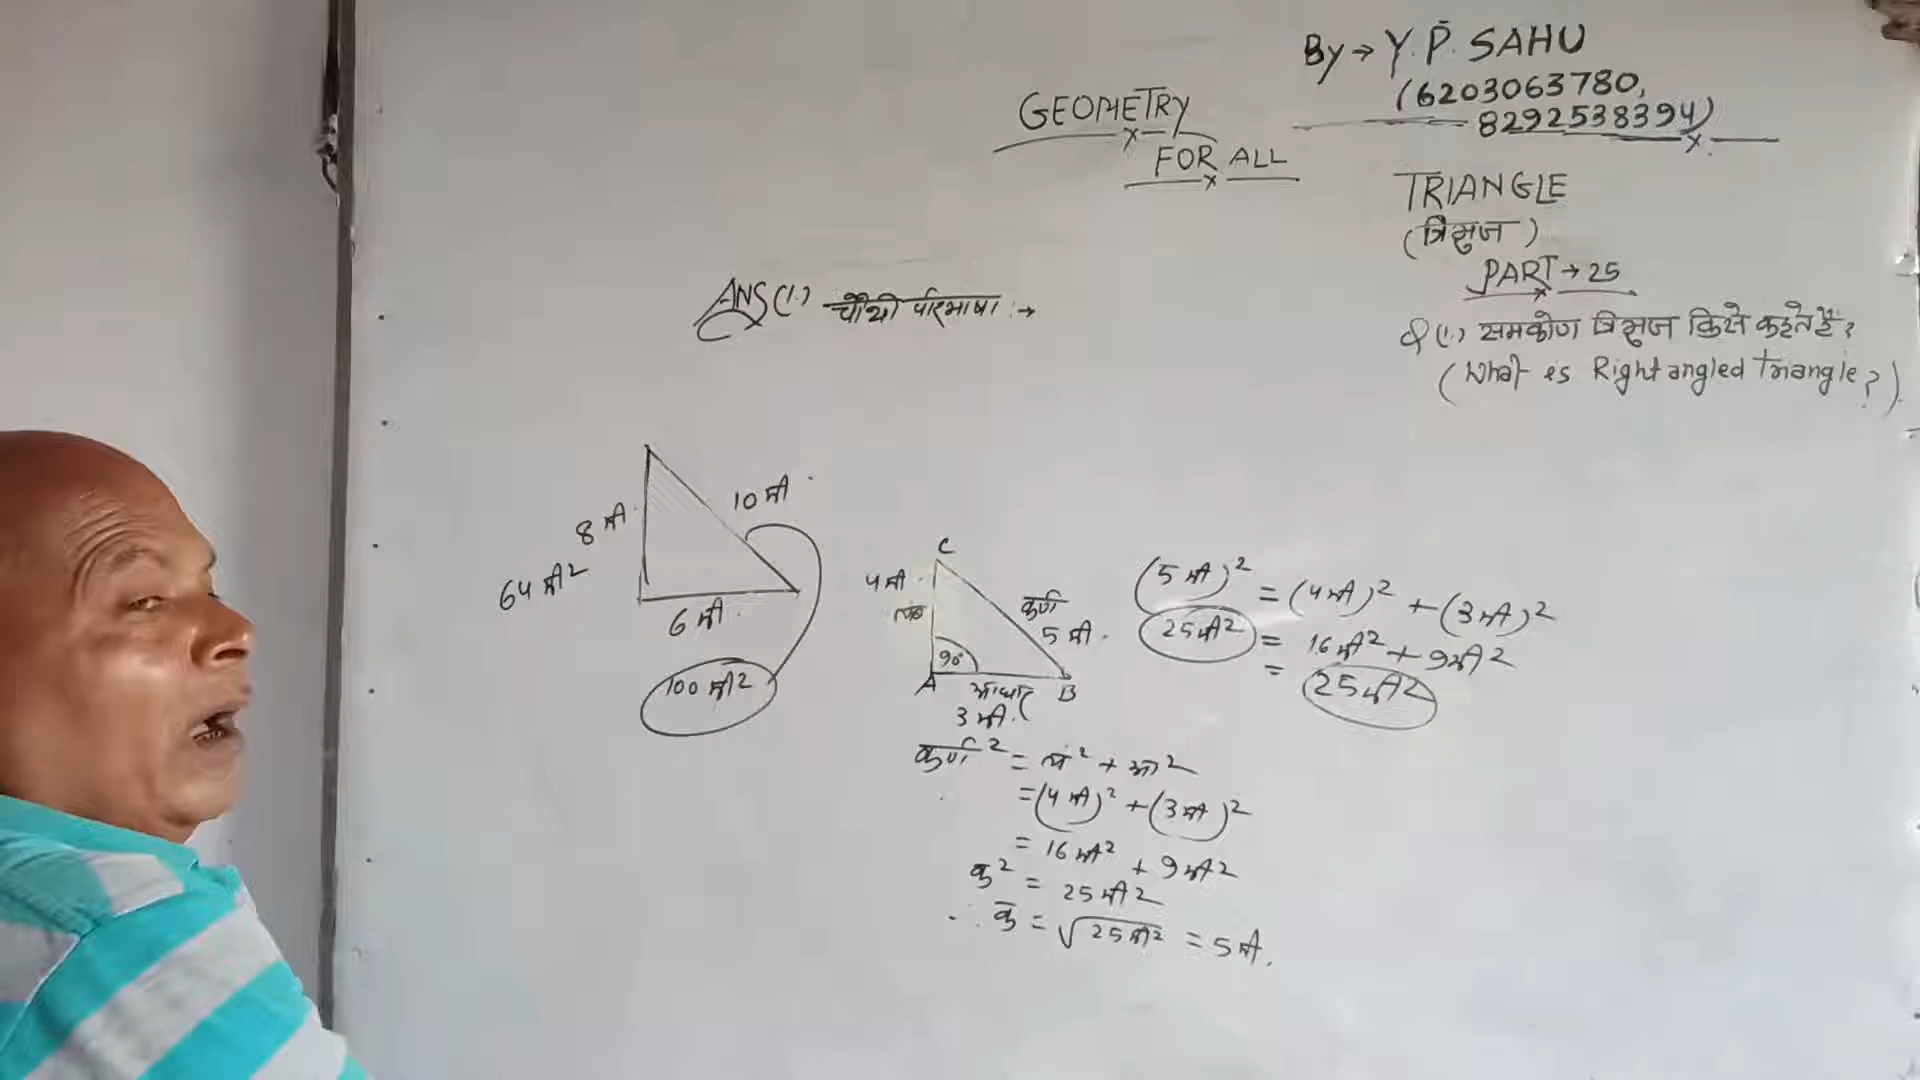 By → Y.P. SAHU
(6203063780,
8292538394)
GEOMETRY
FOR ALL
TRIANGLE
(त्रिभुज)
PART → 25
Q(1.) समकोण त्रिभुज किसे कहते हैं?
(What is Right angled Triangle?)
ANS(1.) चौथी परिभाषा :→
10 मी.
8 मी.
64 मी²
6 मी.
100 मी²
C
4 मी.
लम्ब
कर्ण
5 मी.
90°
A
आधार
B
3 मी.
(5 मी)² = (4 मी)² + (3 मी)²
25 मी² = 16 मी² + 9 मी²
= 25 मी²
कर्ण² = लं² + आ²
= (4 मी)² + (3 मी)²
= 16 मी² + 9 मी²
क² = 25 मी²
∴ क = √25 मी² = 5 मी.